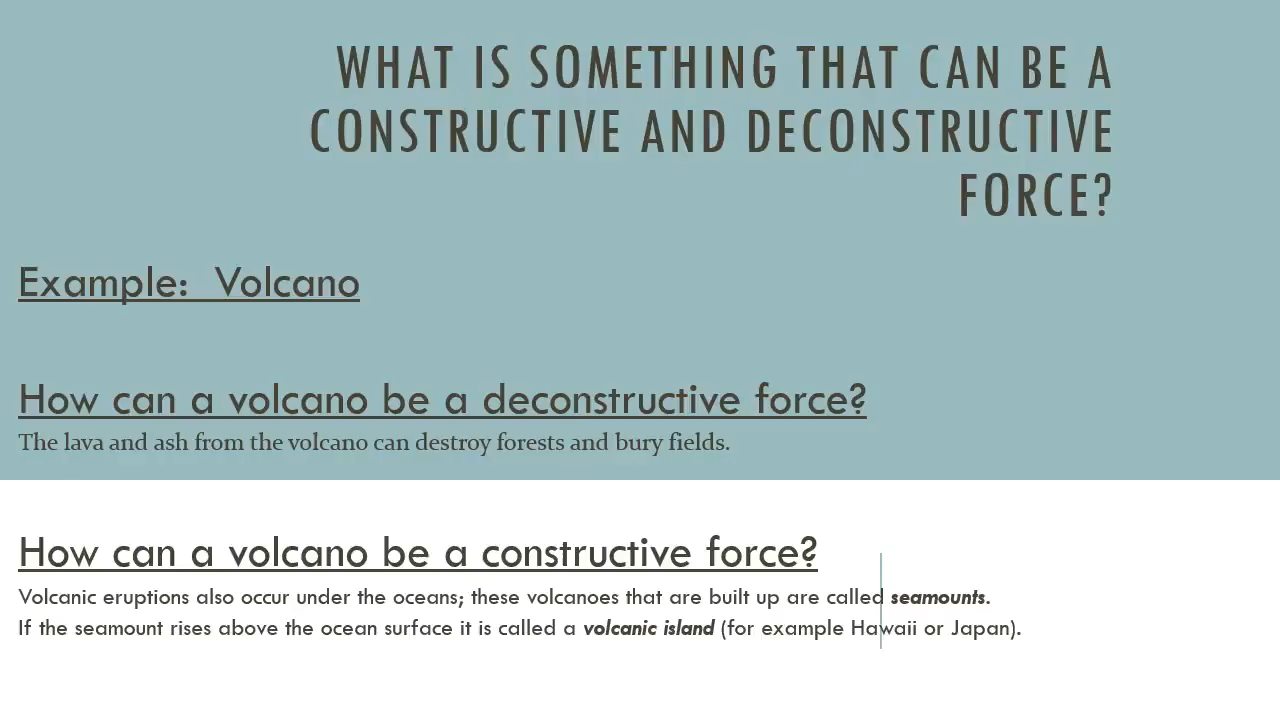 WHAT IS SOMETHING THAT CAN BE A
CONSTRUCTIVE AND DECONSTRUCTIVE
FORCE?
Example:  Volcano
How can a volcano be a deconstructive force?
The lava and ash from the volcano can destroy forests and bury fields.
How can a volcano be a constructive force?
Volcanic eruptions also occur under the oceans; these volcanoes that are built up are called seamounts.
If the seamount rises above the ocean surface it is called a volcanic island (for example Hawaii or Japan).